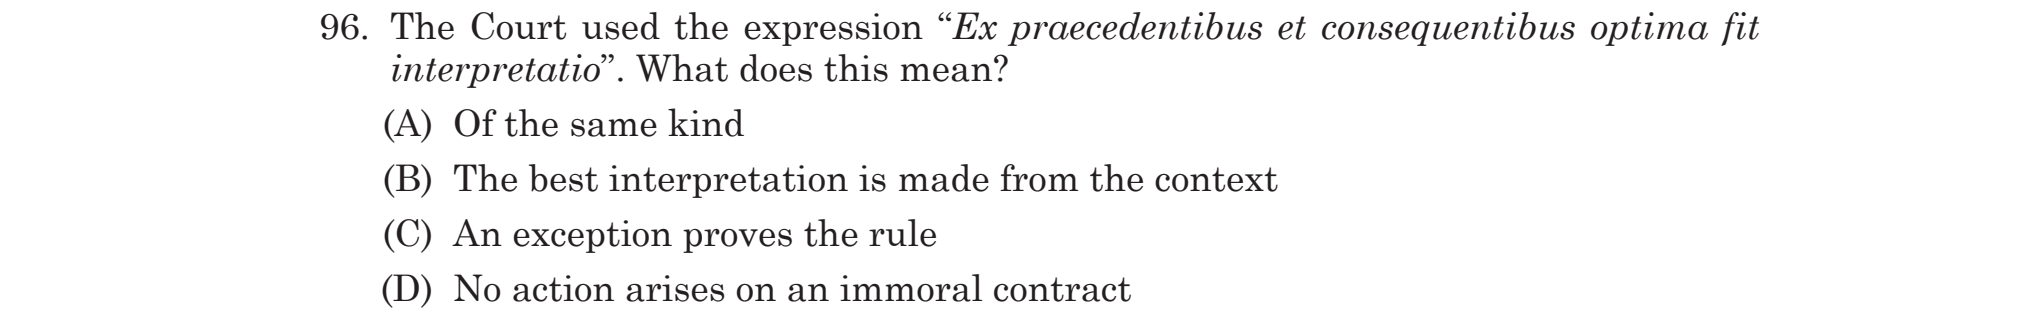 96. The Court used the expression “Ex praecedentibus et consequentibus optima fit
interpretatio”. What does this mean?
(A) Of the same kind
(B) The best interpretation is made from the context
(C) An exception proves the rule
(D) No action arises on an immoral contract